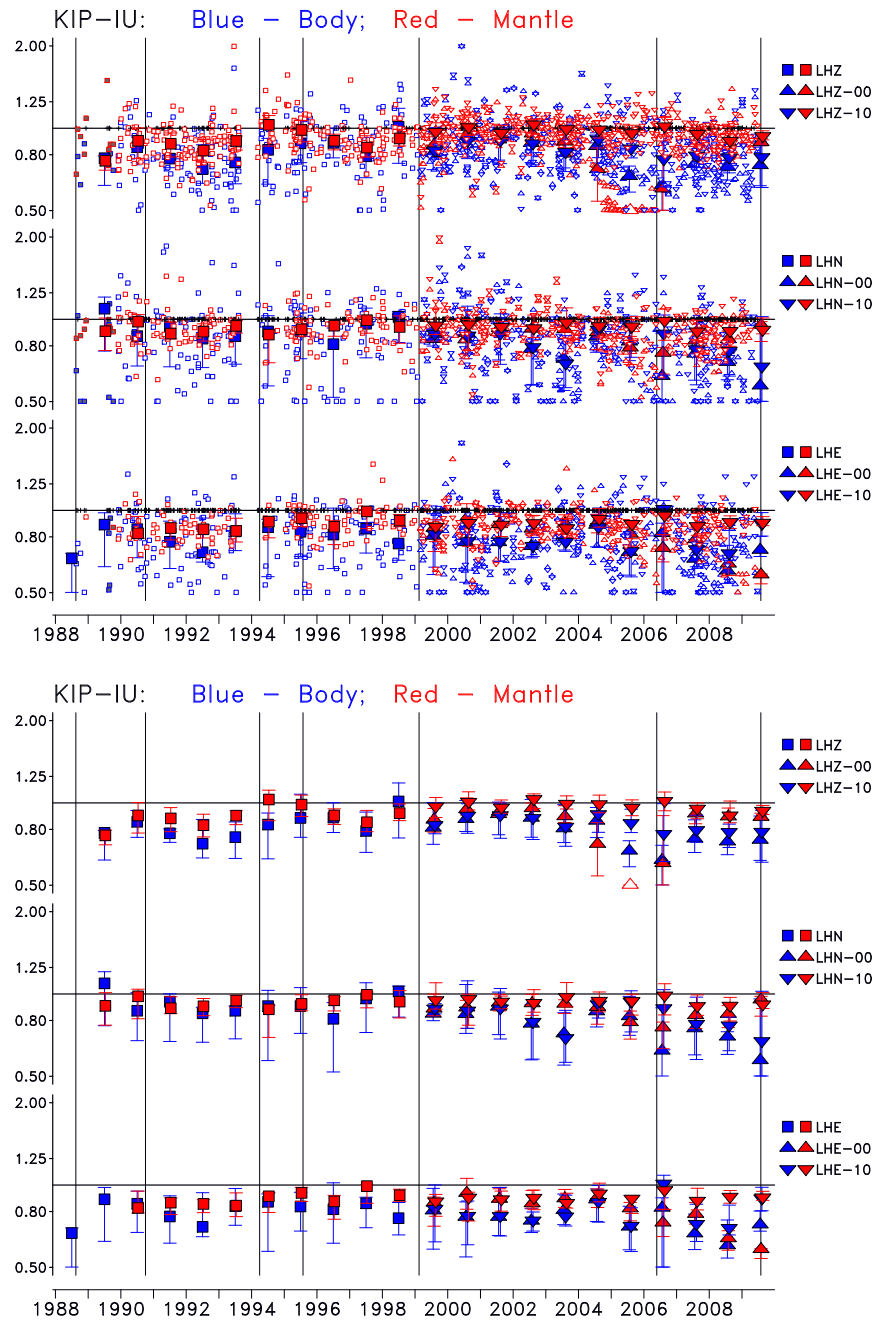 KIP–IU: Blue – Body; Red – Mantle
2.00
1.25
0.80
0.50
LHZ
LHZ–00
LHZ–10
2.00
1.25
0.80
0.50
LHN
LHN–00
LHN–10
2.00
1.25
0.80
0.50
LHE
LHE–00
LHE–10
1988 1990 1992 1994 1996 1998 2000 2002 2004 2006 2008
KIP–IU: Blue – Body; Red – Mantle
2.00
1.25
0.80
0.50
LHZ
LHZ–00
LHZ–10
2.00
1.25
0.80
0.50
LHN
LHN–00
LHN–10
2.00
1.25
0.80
0.50
LHE
LHE–00
LHE–10
1988 1990 1992 1994 1996 1998 2000 2002 2004 2006 2008